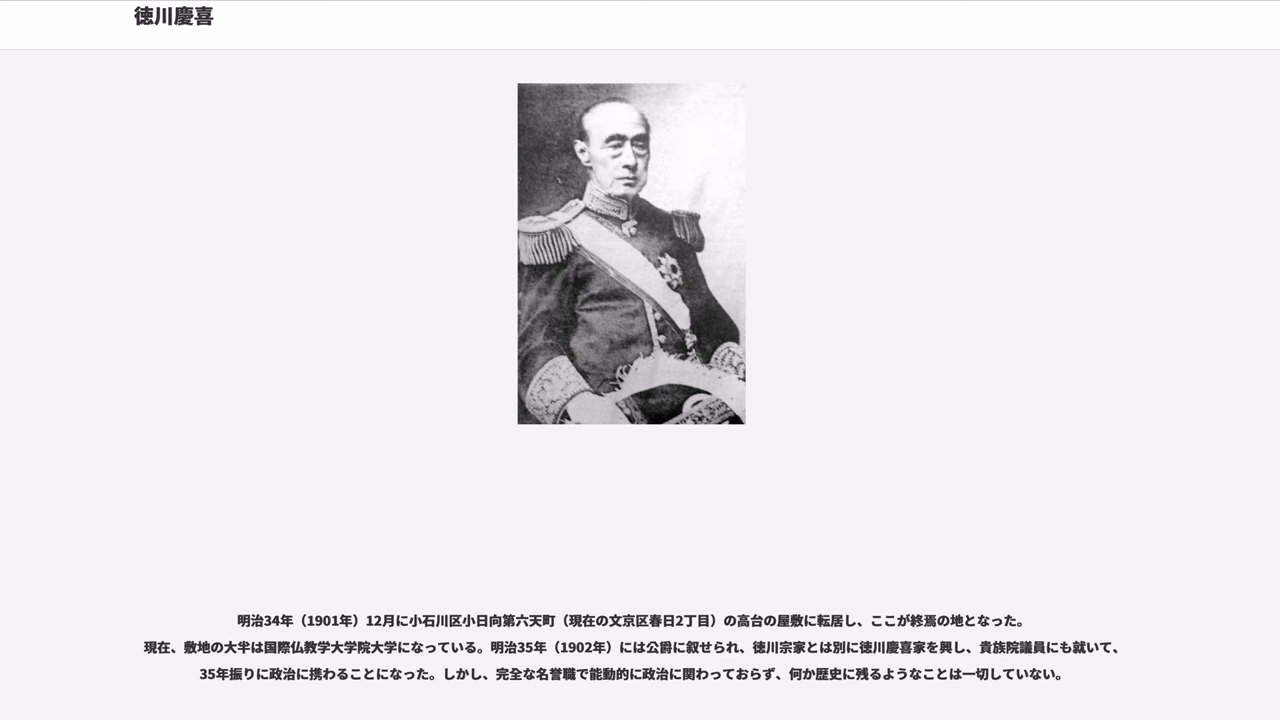 徳川慶喜
明治34年（1901年）12月に小石川区小日向第六天町（現在の文京区春日2丁目）の高台の屋敷に転居し、ここが終焉の地となった。
現在、敷地の大半は国際仏教学大学院大学になっている。明治35年（1902年）には公爵に叙せられ、徳川宗家とは別に徳川慶喜家を興し、貴族院議員にも就いて、
35年振りに政治に携わることになった。しかし、完全な名誉職で能動的に政治に関わっておらず、何か歴史に残るようなことは一切していない。